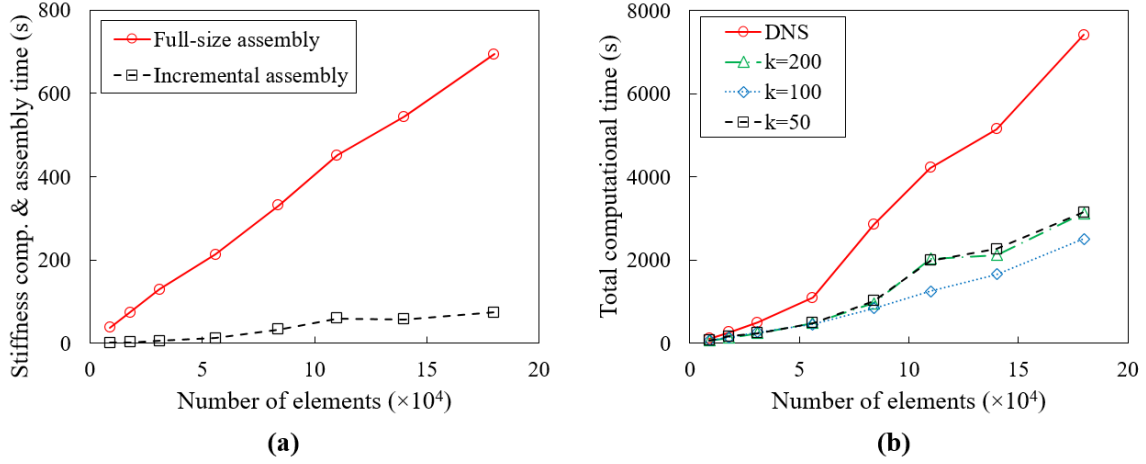 Stiffness comp. & assembly time (s)
800
600
400
200
0
Full-size assembly
Incremental assembly
0
5
10
15
20
Number of elements (×10⁴)
(a)
Total computational time (s)
8000
6000
4000
2000
0
DNS
k=200
k=100
k=50
0
5
10
15
20
Number of elements (×10⁴)
(b)